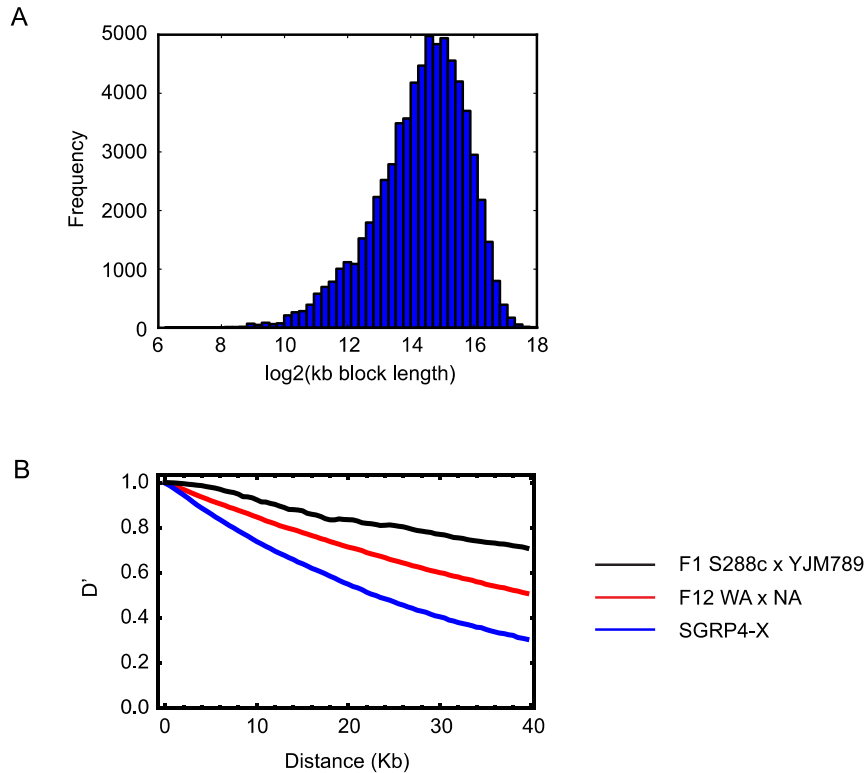 A
5000
4000
3000
2000
1000
0
Frequency
6 8 10 12 14 16 18
log2(kb block length)
B
1.0
0.8
0.6
0.4
0.2
0.0
D'
0 10 20 30 40
Distance (Kb)
F1 S288c x YJM789
F12 WA x NA
SGRP4-X